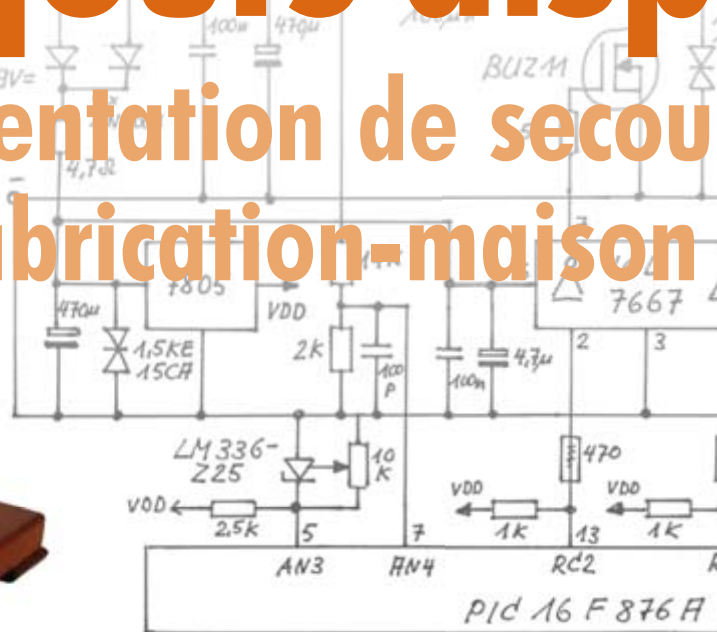 100n 470µ
BUZ11
entation de secou
4,7Ω
abrication-maison
7805
7667
470µ
VDD
1,5KE
15CA
2K
100
P
100n
4,7µ
2
3
LM336-
Z25
10
K
470
VDD
2,5K
5
7
VDD
1K
13
VDD
1K
AN3
AN4
RC2
PIC 16 F 876 A